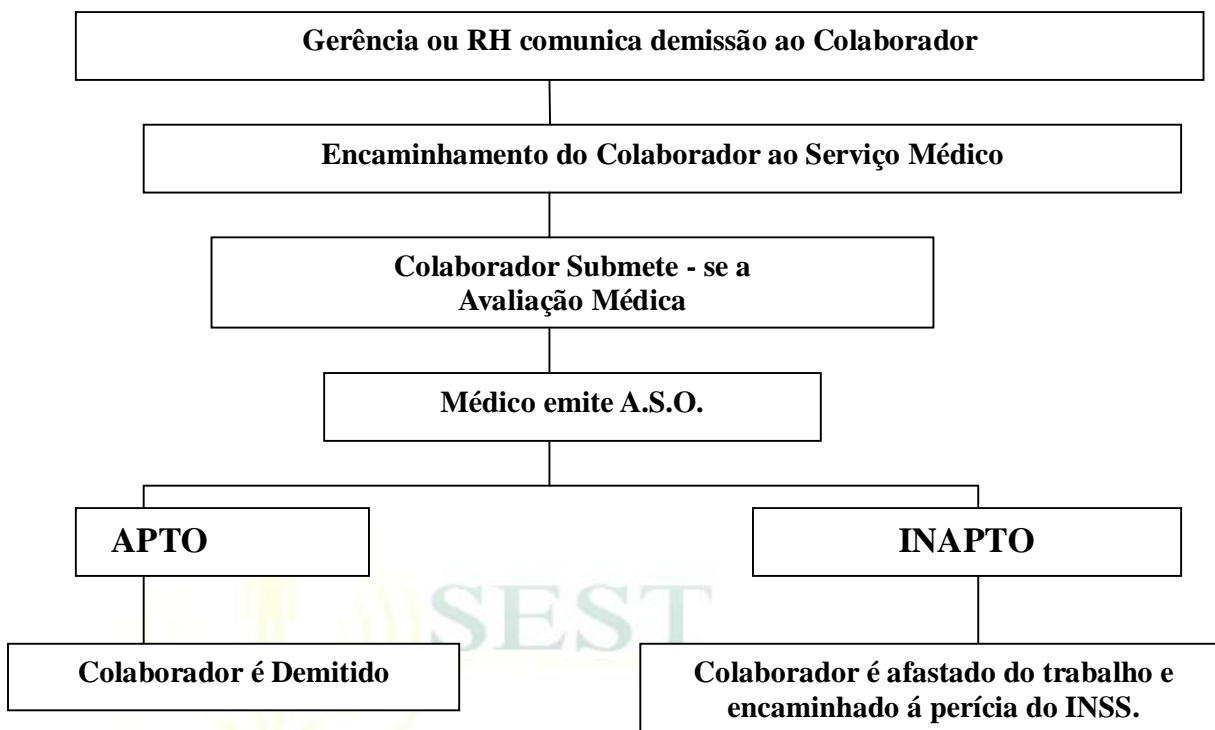 Gerência ou RH comunica demissão ao Colaborador
Encaminhamento do Colaborador ao Serviço Médico
Colaborador Submete - se a
Avaliação Médica
Médico emite A.S.O.
APTO
INAPTO
SEST
Colaborador é Demitido
Colaborador é afastado do trabalho e
encaminhado á perícia do INSS.